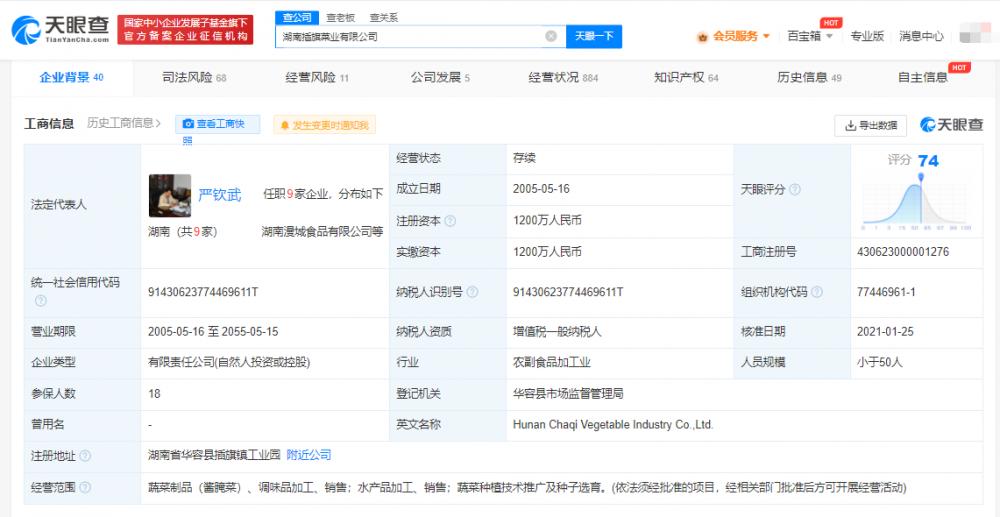 天眼查
TianYanCha.com
国家中小企业发展子基金旗下
官方备案企业征信机构
查公司 查老板 查关系
湖南插旗菜业有限公司
天眼一下
会员服务
HOT
百宝箱
专业版
消息中心
企业背景 40
司法风险 68
经营风险 11
公司发展 5
经营状况 884
知识产权 64
历史信息 49
自主信息
HOT
工商信息
历史工商信息
查看工商快
照
发生变更时通知我
导出数据
天眼查
法定代表人
严钦武
任职9家企业，分布如下
湖南（共9家）
湖南漫城食品有限公司等
经营状态 存续
成立日期 2005-05-16
注册资本 1200万人民币
实缴资本 1200万人民币
天眼评分
评分 74
0 1 3 15 50 85 97 99 100
工商注册号 430623000001276
统一社会信用代码 91430623774469611T
纳税人识别号 91430623774469611T
组织机构代码 77446961-1
营业期限 2005-05-16 至 2055-05-15
纳税人资质 增值税一般纳税人
核准日期 2021-01-25
企业类型 有限责任公司(自然人投资或控股)
行业 农副食品加工业
人员规模 小于50人
参保人数 18
登记机关 华容县市场监督管理局
曾用名 -
英文名称 Hunan Chaqi Vegetable Industry Co.,Ltd.
注册地址 湖南省华容县插旗镇工业园 附近公司
经营范围 蔬菜制品（酱腌菜）、调味品加工、销售；水产品加工、销售；蔬菜种植技术推广及种子选育。(依法须经批准的项目，经相关部门批准后方可开展经营活动)